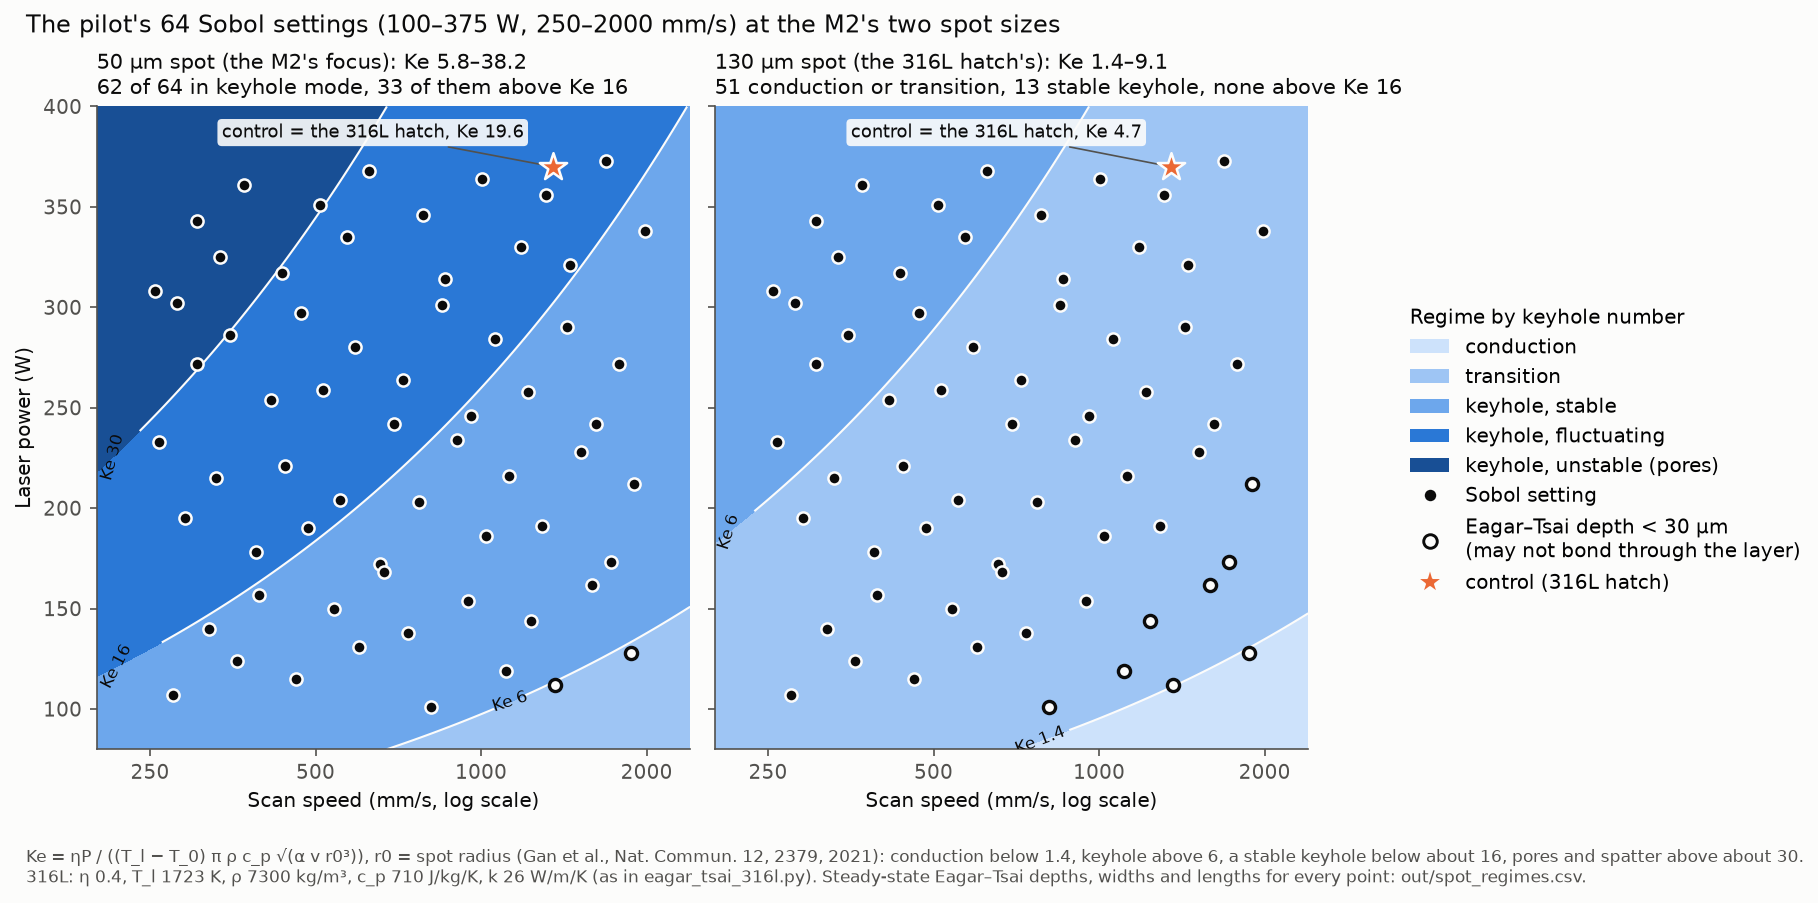 The pilot's 64 Sobol settings (100–375 W, 250–2000 mm/s) at the M2's two spot sizes
50 µm spot (the M2's focus): Ke 5.8–38.2
62 of 64 in keyhole mode, 33 of them above Ke 16
130 µm spot (the 316L hatch's): Ke 1.4–9.1
51 conduction or transition, 13 stable keyhole, none above Ke 16
Laser power (W)
400
350
300
250
200
150
100
control = the 316L hatch, Ke 19.6
Ke 30
Ke 16
Ke 6
250
500
1000
2000
Scan speed (mm/s, log scale)
control = the 316L hatch, Ke 4.7
Ke 6
Ke 1.4
250
500
1000
2000
Scan speed (mm/s, log scale)
Regime by keyhole number
conduction
transition
keyhole, stable
keyhole, fluctuating
keyhole, unstable (pores)
Sobol setting
Eagar–Tsai depth < 30 µm
(may not bond through the layer)
control (316L hatch)
Ke = ηP / ((T_l − T_0) π ρ c_p √(α v r0³)), r0 = spot radius (Gan et al., Nat. Commun. 12, 2379, 2021): conduction below 1.4, keyhole above 6, a stable keyhole below about 16, pores and spatter above about 30.
316L: η 0.4, T_l 1723 K, ρ 7300 kg/m³, c_p 710 J/kg/K, k 26 W/m/K (as in eagar_tsai_316l.py). Steady-state Eagar–Tsai depths, widths and lengths for every point: out/spot_regimes.csv.